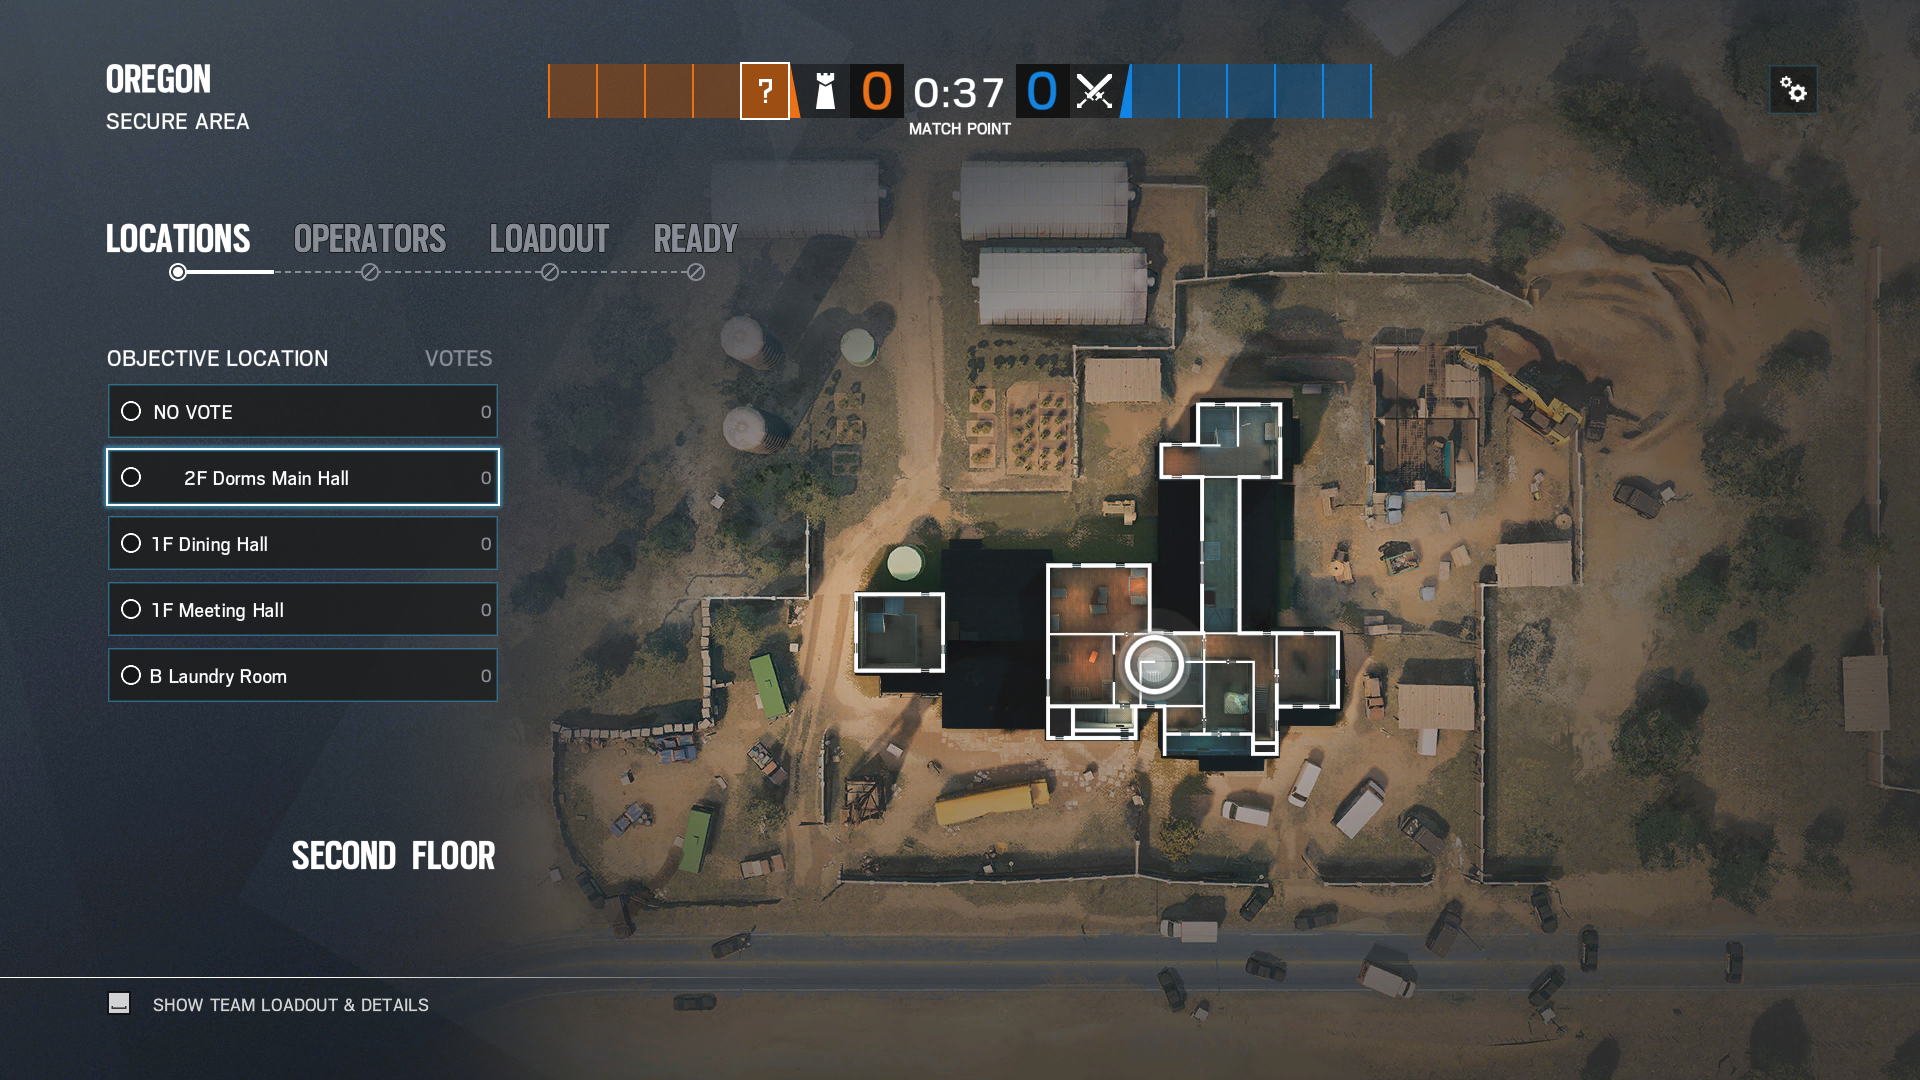 OREGON
SECURE AREA
?
0
0:37
0
MATCH POINT
LOCATIONS
OPERATORS
LOADOUT
READY
OBJECTIVE LOCATION
VOTES
NO VOTE
0
2F Dorms Main Hall
0
1F Dining Hall
0
1F Meeting Hall
0
B Laundry Room
0
SECOND FLOOR
SHOW TEAM LOADOUT & DETAILS